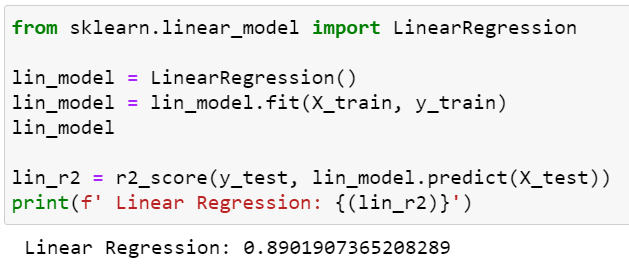 from sklearn.linear_model import LinearRegression
lin_model = LinearRegression()
lin_model = lin_model.fit(X_train, y_train)
lin_model
lin_r2 = r2_score(y_test, lin_model.predict(X_test))
print(f' Linear Regression: {(lin_r2)}')
Linear Regression: 0.8901907365208289